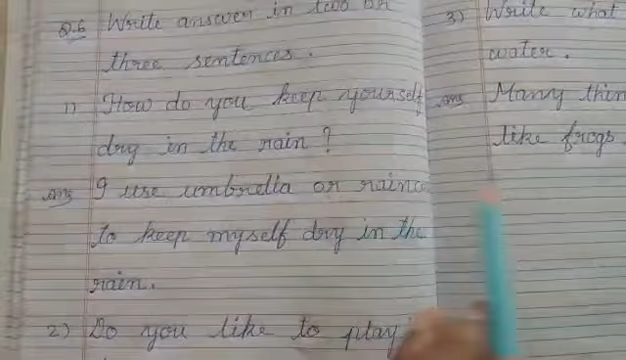 Q.6 Write answer in two or
three sentences.
1) How do you keep yourself
dry in the rain?
Ans I use umbrella or
to keep myself dry in the
rain.
2) Do you like to play
3) Write what
water.
Ans Many
like frogs